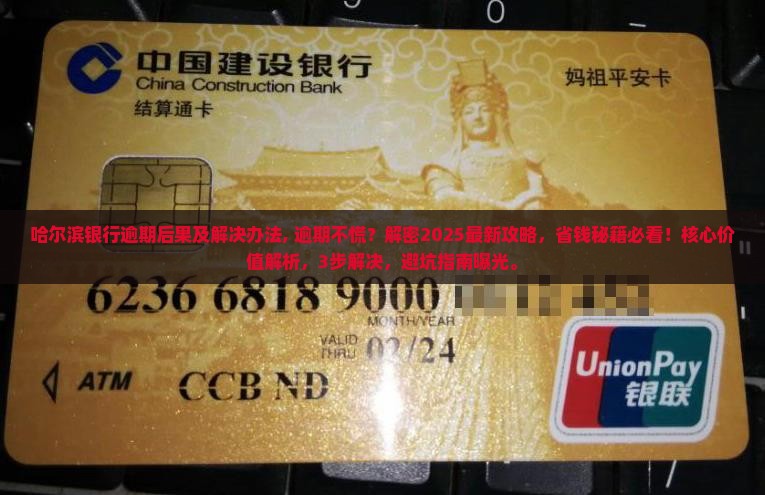 9
0
中国建设银行
China Construction Bank
结算通卡
妈祖平安卡
哈尔滨银行逾期后果及解决办法, 逾期不慌？解密2025最新攻略，省钱秘籍必看！核心价
值解析，3步解决，避坑指南曝光。
6236 6818 9000
MONTH/YEAR
VALID
THRU 02/24
ATM CCB ND
UnionPay
银联